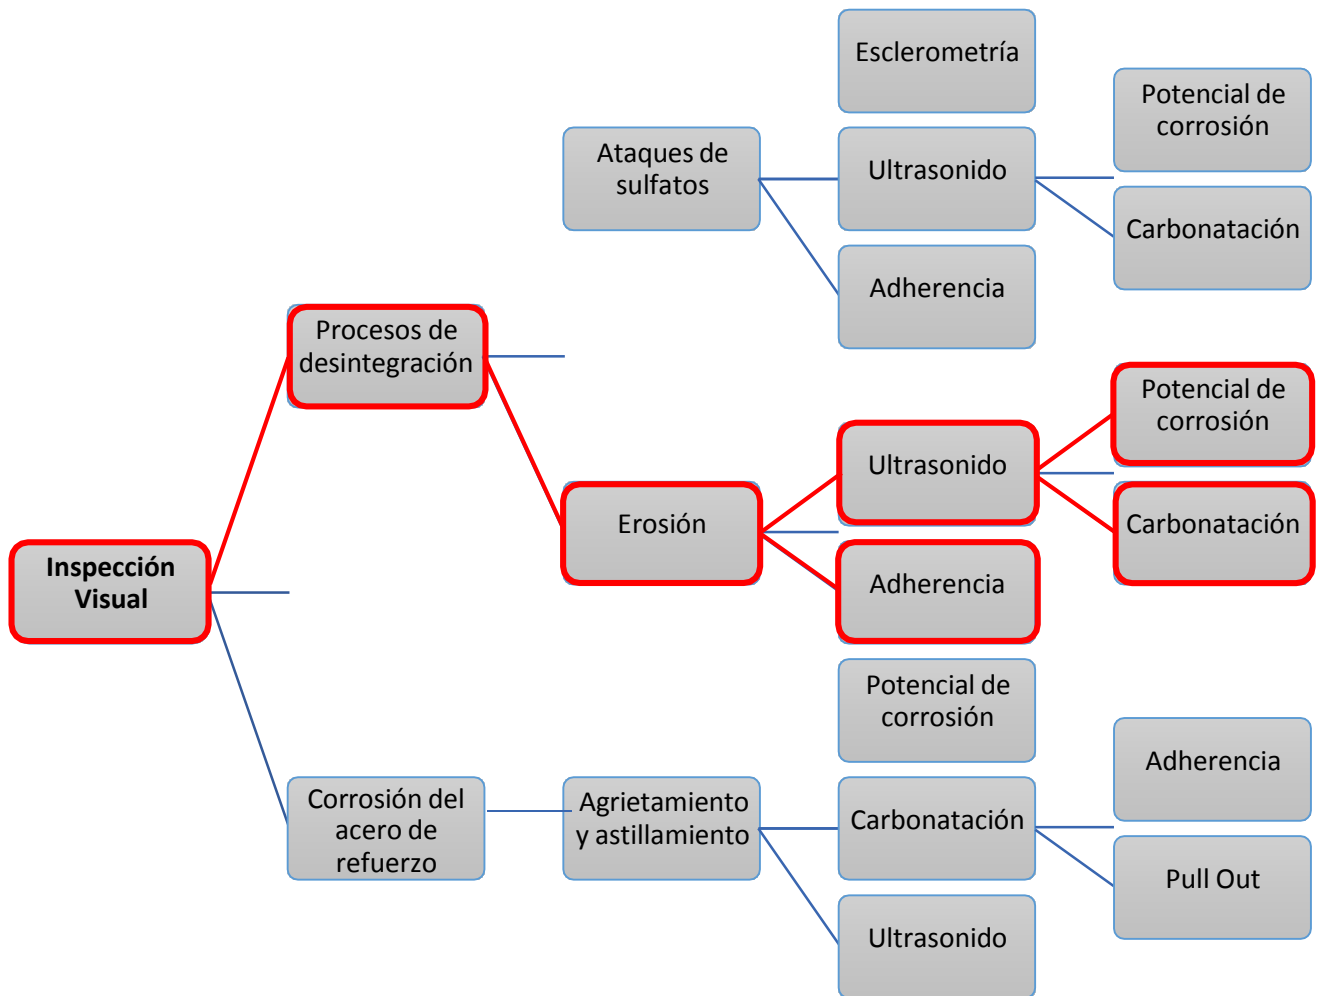 Esclerometría
Potencial de
corrosión
Ataques de
sulfatos
Ultrasonido
Carbonatación
Adherencia
Procesos de
desintegración
Potencial de
corrosión
Ultrasonido
Erosión
Carbonatación
Inspección
Visual
Adherencia
Potencial de
corrosión
Adherencia
Corrosión del
acero de
refuerzo
Agrietamiento
y astillamiento
Carbonatación
Pull Out
Ultrasonido